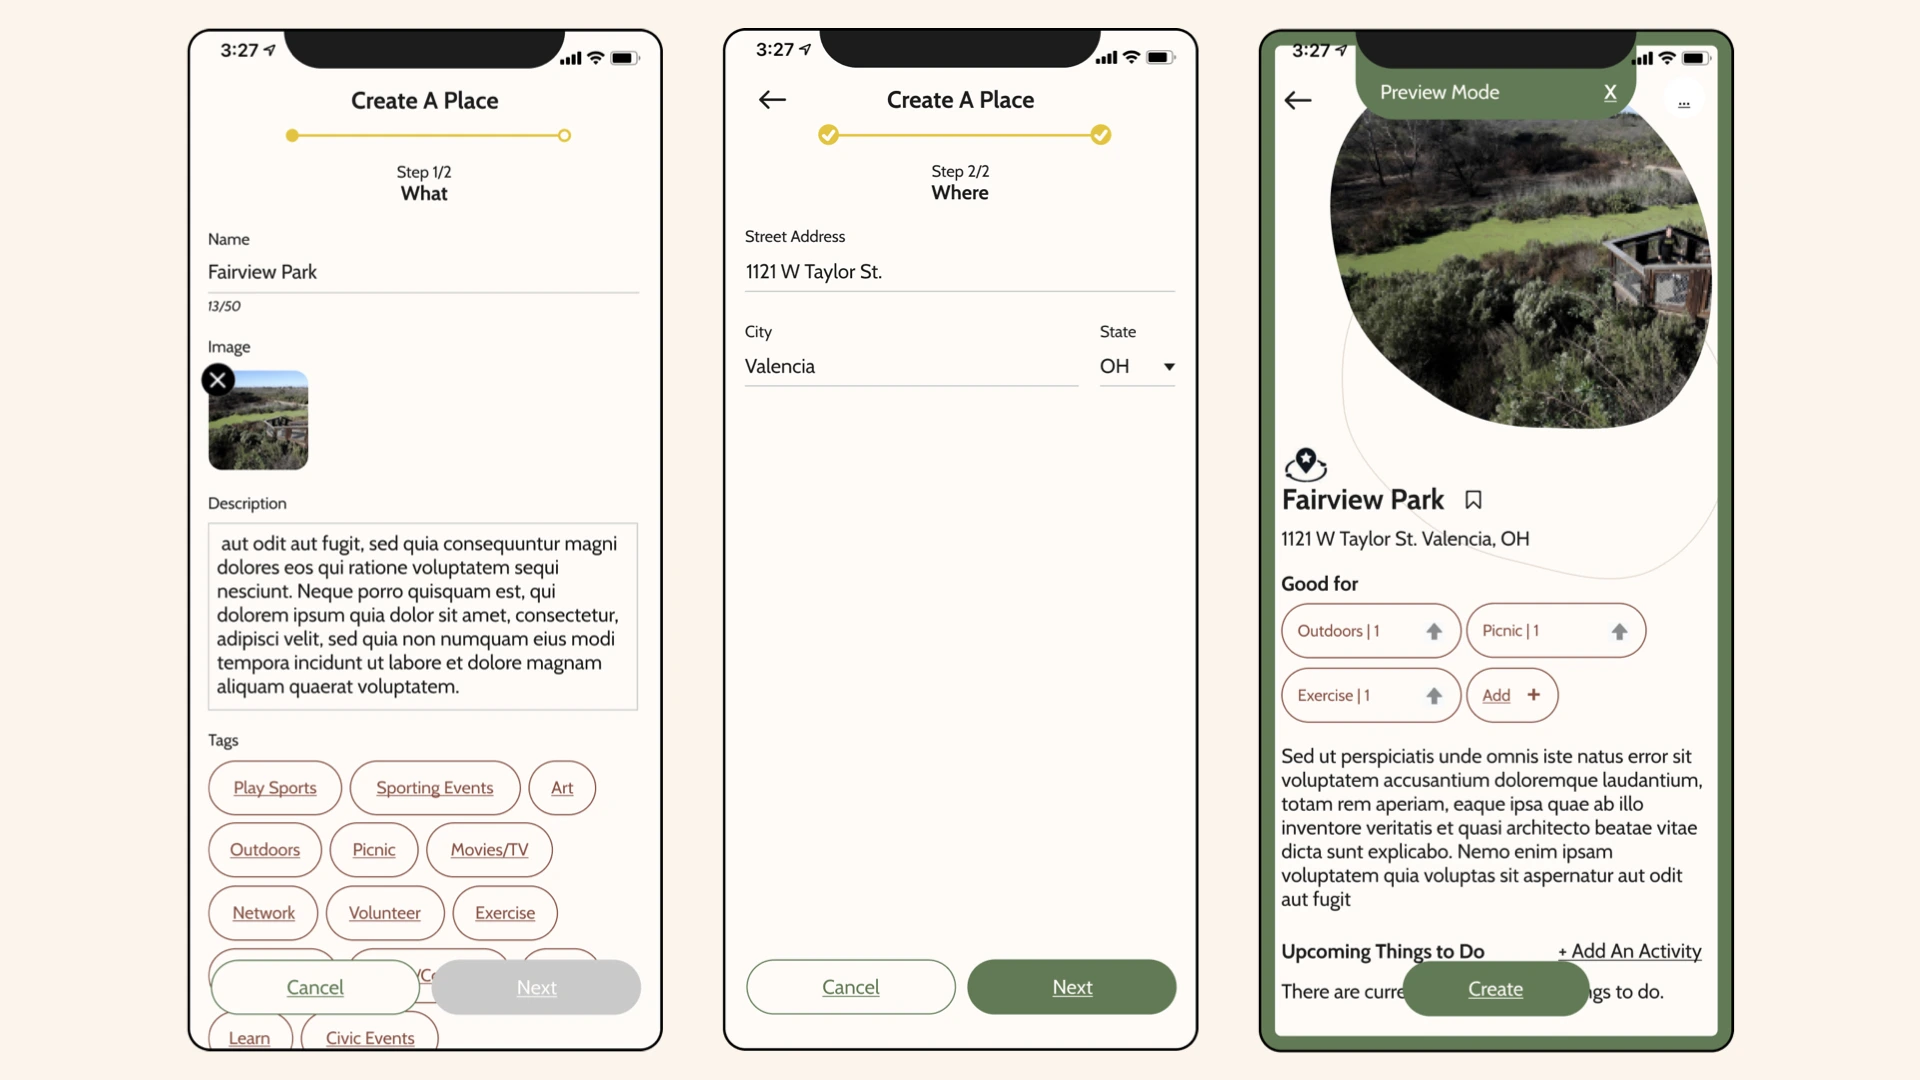 3:27
Create A Place
Step 1/2
What
Name
Fairview Park
13/50
Image
Description
aut odit aut fugit, sed quia consequuntur magni
dolores eos qui ratione voluptatem sequi
nesciunt. Neque porro quisquam est, qui
dolorem ipsum quia dolor sit amet, consectetur,
adipisci velit, sed quia non numquam eius modi
tempora incidunt ut labore et dolore magnam
aliquam quaerat voluptatem.
Tags
Play Sports
Sporting Events
Art
Outdoors
Picnic
Movies/TV
Network
Volunteer
Exercise
Cancel
Next
Learn
Civic Events
3:27
Create A Place
Step 2/2
Where
Street Address
1121 W Taylor St.
City
State
Valencia
OH
Cancel
Next
3:27
Preview Mode
X
...
Fairview Park
1121 W Taylor St. Valencia, OH
Good for
Outdoors | 1
Picnic | 1
Exercise | 1
Add +
Sed ut perspiciatis unde omnis iste natus error sit
voluptatem accusantium doloremque laudantium,
totam rem aperiam, eaque ipsa quae ab illo
inventore veritatis et quasi architecto beatae vitae
dicta sunt explicabo. Nemo enim ipsam
voluptatem quia voluptas sit aspernatur aut odit
aut fugit
Upcoming Things to Do
+ Add An Activity
There are
to do.
Create